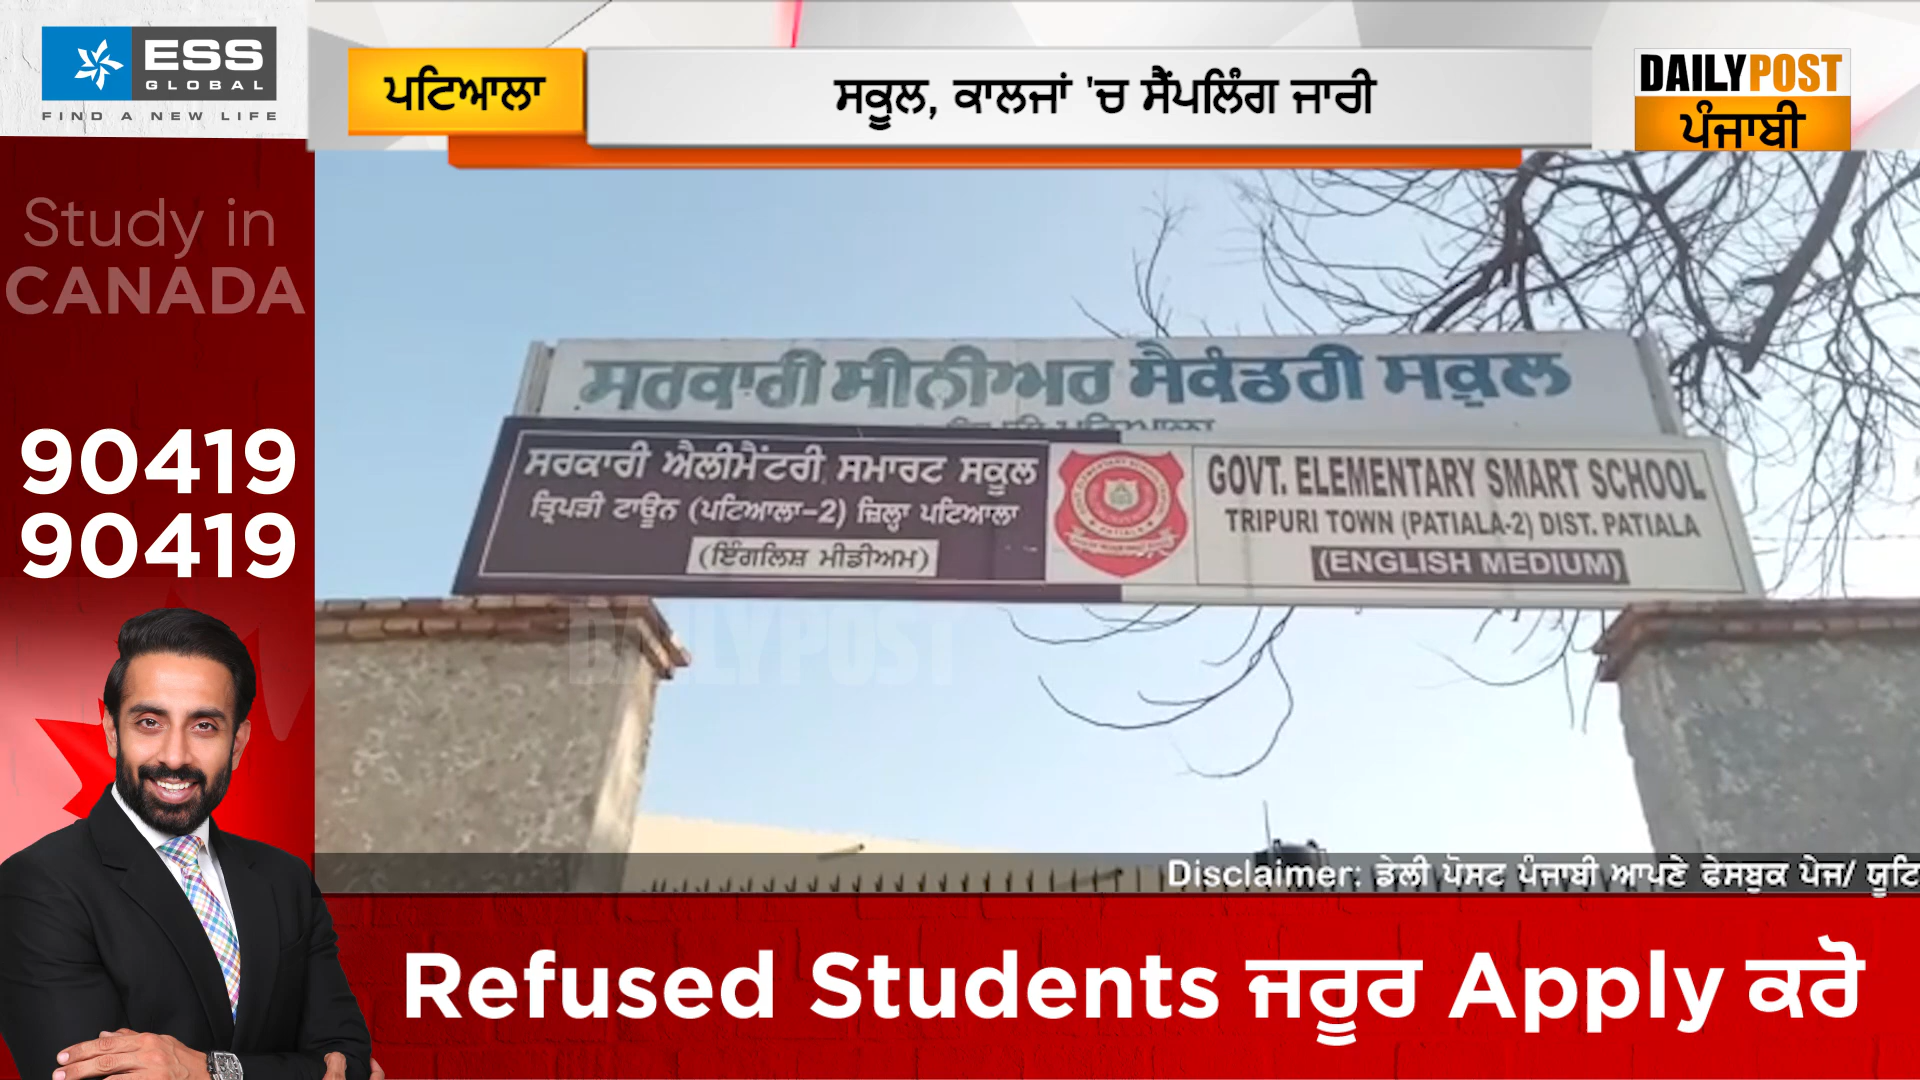 ESS
GLOBAL
FIND A NEW LIFE
ਪਟਿਆਲਾ
ਸਕੂਲ, ਕਾਲਜਾਂ 'ਚ ਸੈਂਪਲਿੰਗ ਜਾਰੀ
DAILYPOST
ਪੰਜਾਬੀ
Study in
CANADA
90419
90419
ਸਰਕਾਰੀ ਸੀਨੀਅਰ ਸੈਕੰਡਰੀ ਸਕੂਲ
ਸਰਕਾਰੀ ਐਲੀਮੈਂਟਰੀ ਸਮਾਰਟ ਸਕੂਲ
ਤ੍ਰਿਪੜੀ ਟਾਊਨ (ਪਟਿਆਲਾ-2) ਜ਼ਿਲ੍ਹਾ ਪਟਿਆਲਾ
(ਇੰਗਲਿਸ਼ ਮੀਡੀਅਮ)
GOVT. ELEMENTARY SMART SCHOOL
TRIPURI TOWN (PATIALA-2) DIST. PATIALA
(ENGLISH MEDIUM)
DAILYPOST
Disclaimer: ਡੇਲੀ ਪੋਸਟ ਪੰਜਾਬੀ ਆਪਣੇ ਫੇਸਬੁਕ ਪੇਜ/ ਯੂਟਿ
Refused Students ਜਰੂਰ Apply ਕਰੋ